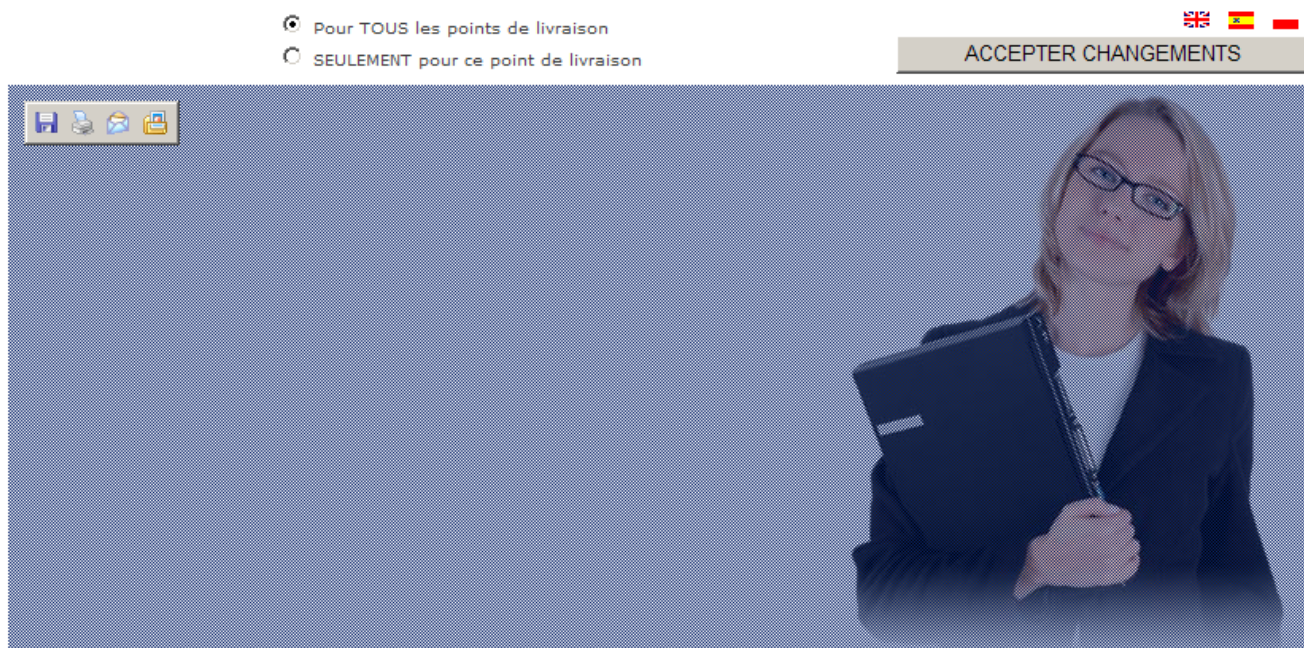 Pour TOUS les points de livraison
SEULEMENT pour ce point de livraison
ACCEPTER CHANGEMENTS